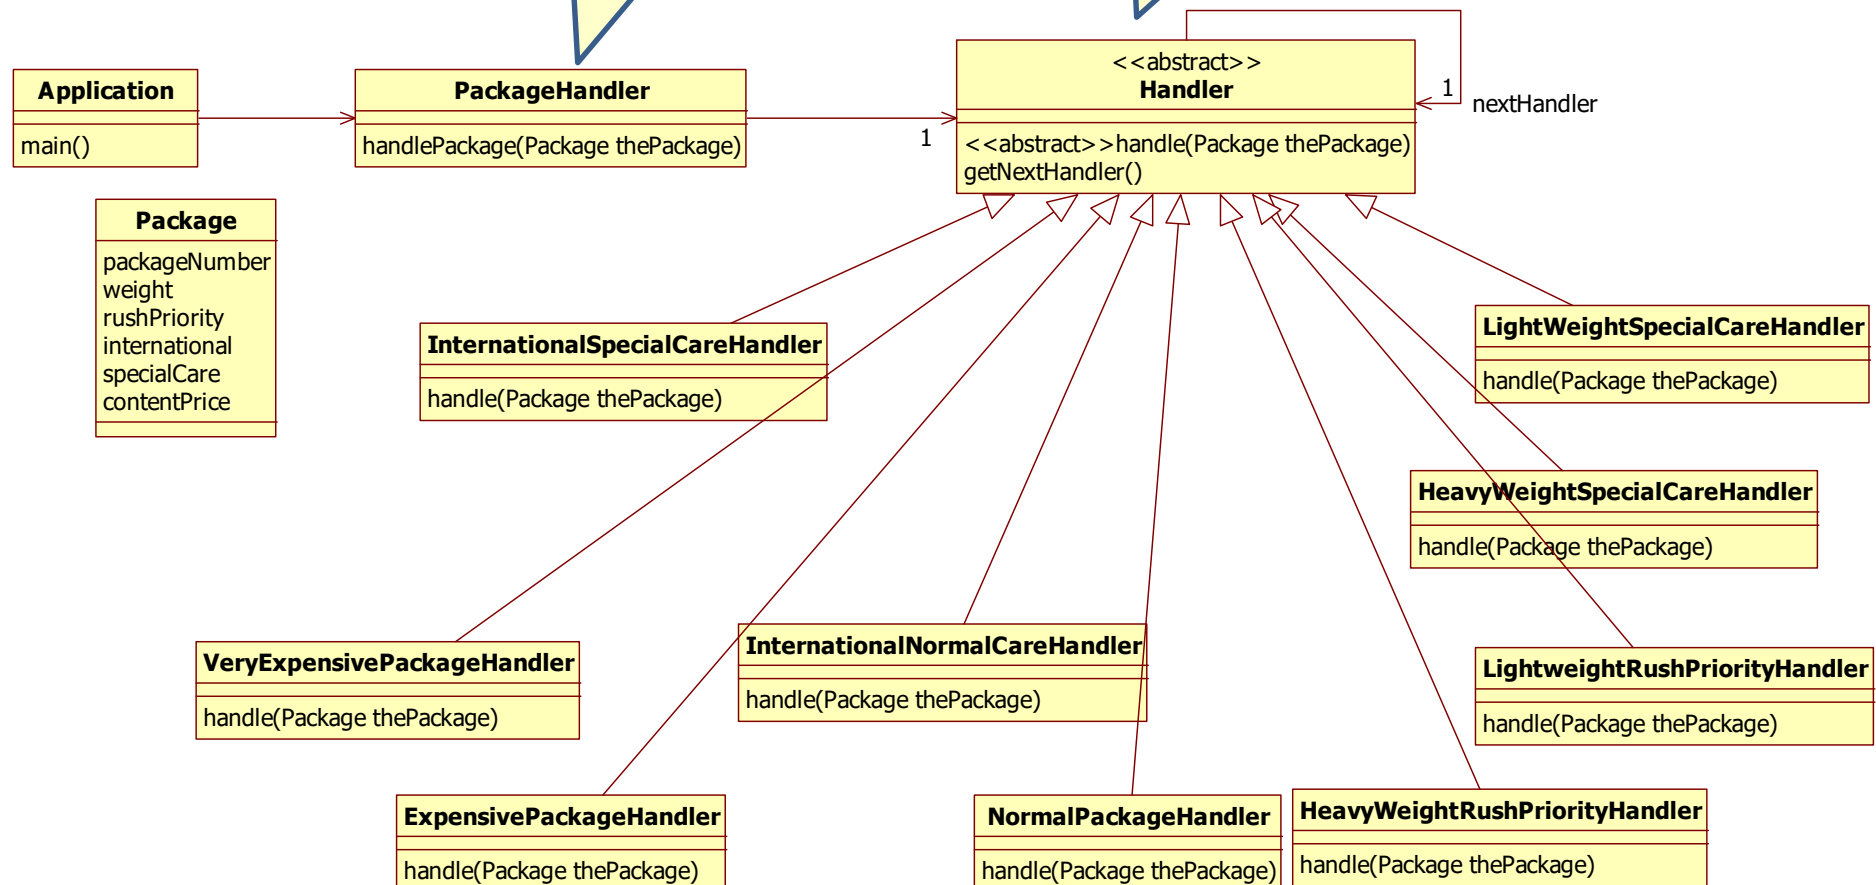 Application
main()
PackageHandler
handlePackage(Package thePackage)
1
<<abstract>>
Handler
<<abstract>>handle(Package thePackage)
getNextHandler()
1
nextHandler
Package
packageNumber
weight
rushPriority
international
specialCare
contentPrice
InternationalSpecialCareHandler
handle(Package thePackage)
LightWeightSpecialCareHandler
handle(Package thePackage)
HeavyWeightSpecialCareHandler
handle(Package thePackage)
VeryExpensivePackageHandler
handle(Package thePackage)
InternationalNormalCareHandler
handle(Package thePackage)
LightweightRushPriorityHandler
handle(Package thePackage)
ExpensivePackageHandler
handle(Package thePackage)
NormalPackageHandler
handle(Package thePackage)
HeavyWeightRushPriorityHandler
handle(Package thePackage)